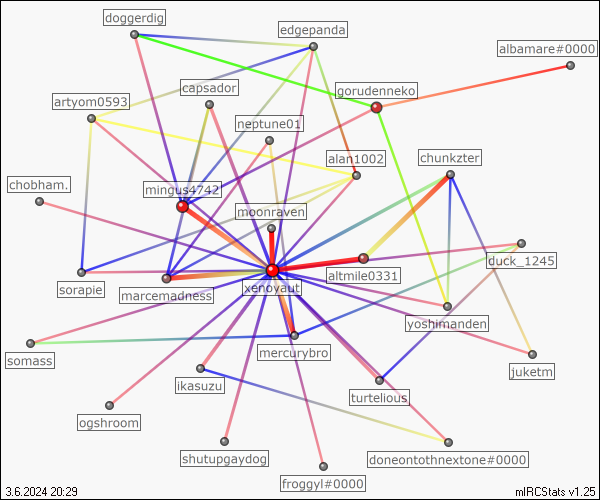 doggerdig
edgepanda
albamare#0000
capsador
gorudenneko
artyom0593
neptune01
alan1002
chunkzter
chobham.
mingus4742
moonraven
duck_1245
altmile0331
sorapie
marcemadness
xenoyaut
yoshimanden
somass
mercurybro
juketm
ikasuzu
turtelious
ogshroom
shutupgaydog
doneontothnextone#0000
froggyl#0000
3.6.2024 20:29
mIRCStats v1.25